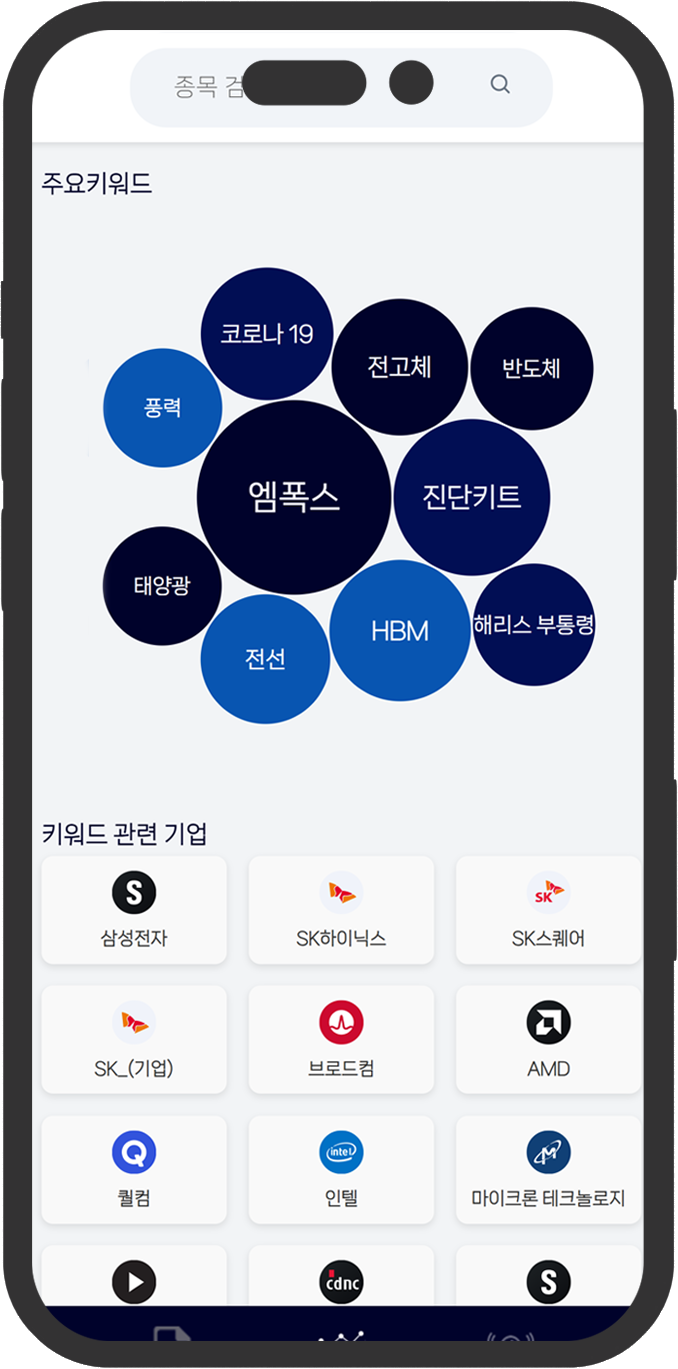 종목 검
주요키워드
코로나 19
전고체
반도체
풍력
엠폭스
진단키트
태양광
전선
HBM
해리스 부통령
키워드 관련 기업
S
삼성전자
SK하이닉스
SK
SK스퀘어
SK_(기업)
브로드컴
AMD
Q
퀄컴
intel
인텔
M
마이크론 테크놀로지
cdnc
S